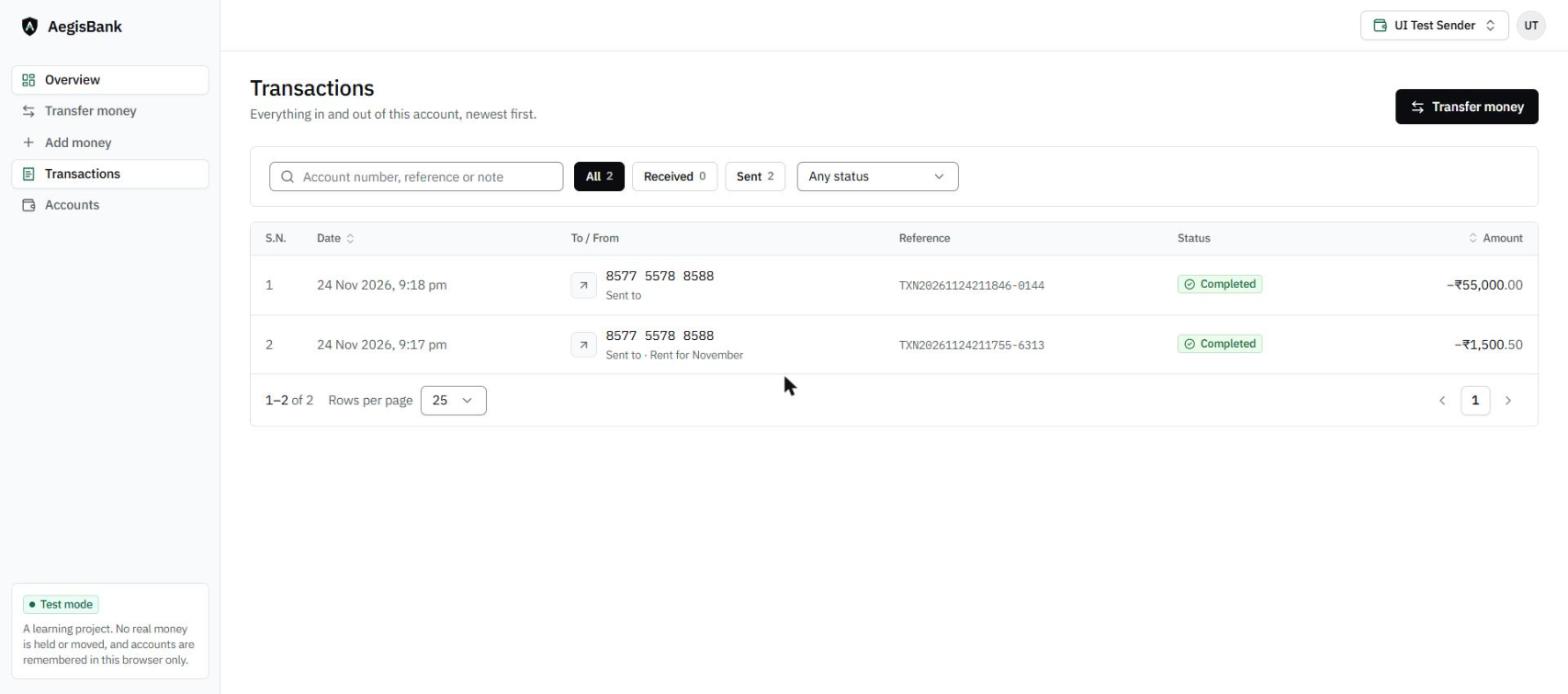 AegisBank
UI Test Sender
UT
Overview
Transfer money
Add money
Transactions
Accounts
Transactions
Everything in and out of this account, newest first.
Transfer money
Account number, reference or note
All 2
Received 0
Sent 2
Any status
S.N. Date To / From Reference Status Amount
1 24 Nov 2026, 9:18 pm 8577 5578 8588 TXN20261124211846-0144 Completed −₹55,000.00
Sent to
2 24 Nov 2026, 9:17 pm 8577 5578 8588 TXN20261124211755-6313 Completed −₹1,500.50
Sent to · Rent for November
1–2 of 2 Rows per page 25 1
Test mode
A learning project. No real money
is held or moved, and accounts are
remembered in this browser only.